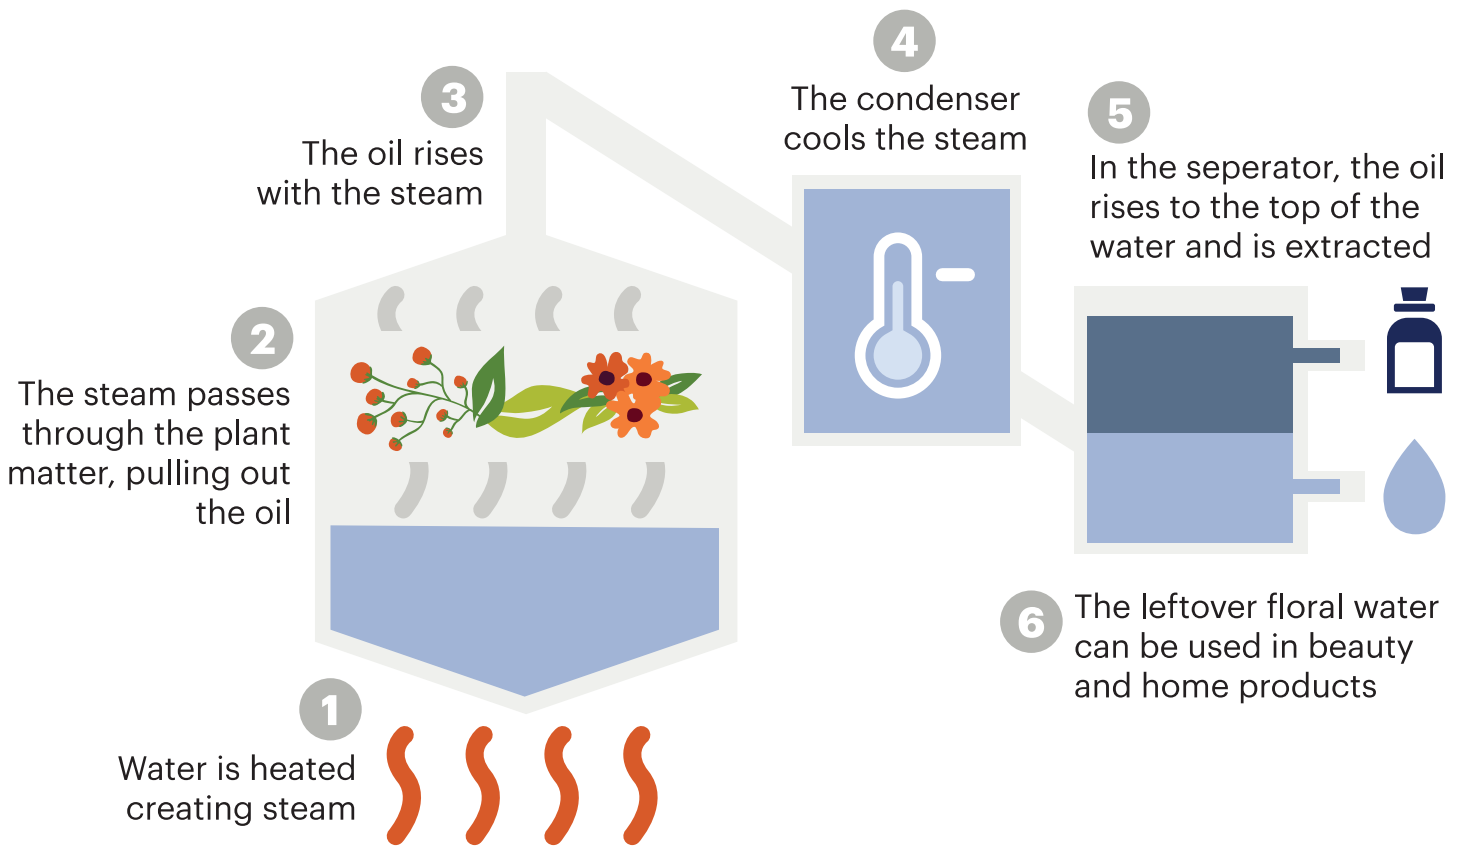 1
Water is heated
creating steam
2
The steam passes
through the plant
matter, pulling out
the oil
3
The oil rises
with the steam
4
The condenser
cools the steam
5
In the seperator, the oil
rises to the top of the
water and is extracted
6
The leftover floral water
can be used in beauty
and home products